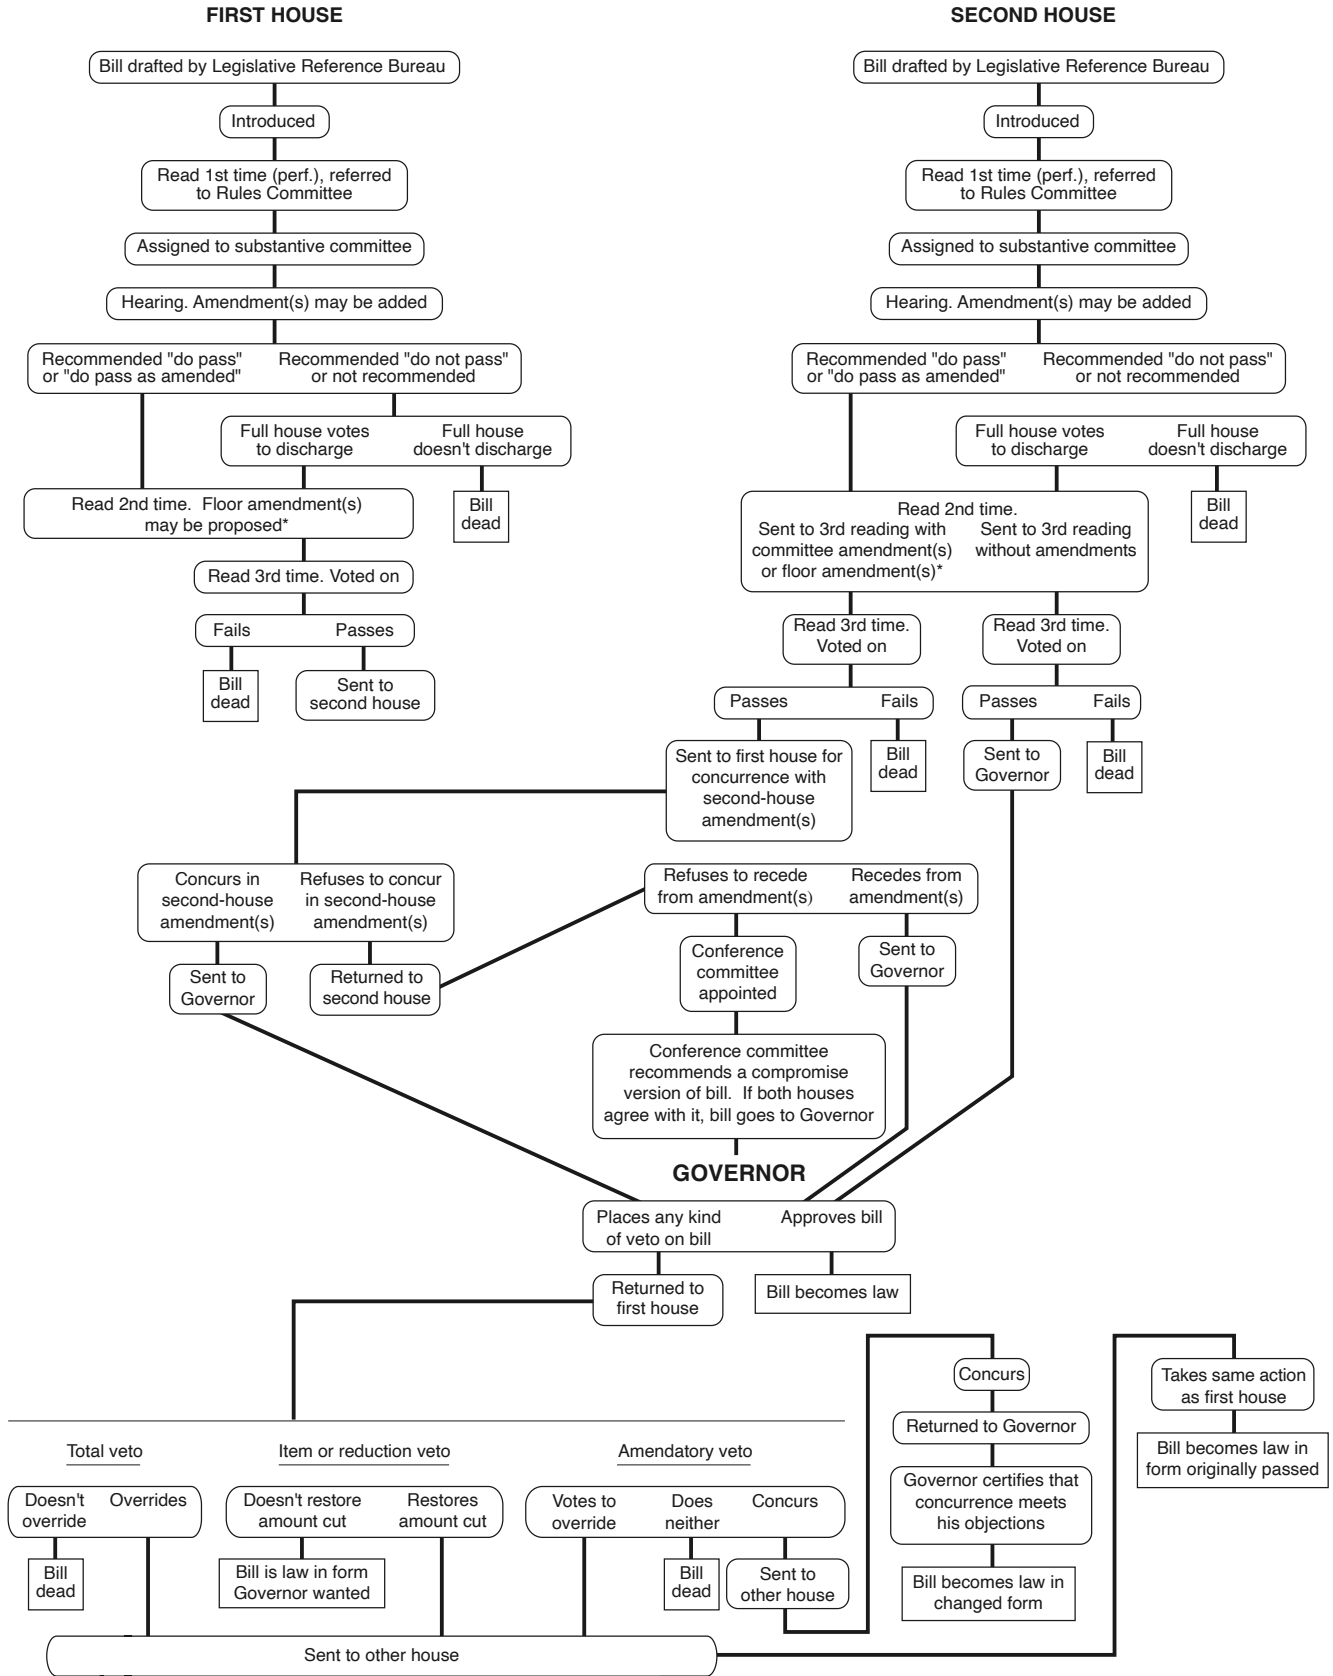 FIRST HOUSE
Bill drafted by Legislative Reference Bureau
Introduced
Read 1st time (perf.), referred
to Rules Committee
Assigned to substantive committee
Hearing. Amendment(s) may be added
Recommended "do pass"
or "do pass as amended"
Recommended "do not pass"
or not recommended
Full house votes
to discharge
Full house
doesn't discharge
Read 2nd time. Floor amendment(s)
may be proposed*
Bill
dead
Read 3rd time. Voted on
Fails
Passes
Bill
dead
Sent to
second house
SECOND HOUSE
Bill drafted by Legislative Reference Bureau
Introduced
Read 1st time (perf.), referred
to Rules Committee
Assigned to substantive committee
Hearing. Amendment(s) may be added
Recommended "do pass"
or "do pass as amended"
Recommended "do not pass"
or not recommended
Full house votes
to discharge
Full house
doesn't discharge
Bill
dead
Read 2nd time.
Sent to 3rd reading with
committee amendment(s)
or floor amendment(s)*
Sent to 3rd reading
without amendments
Read 3rd time.
Voted on
Read 3rd time.
Voted on
Passes
Fails
Passes
Fails
Sent to first house for
concurrence with
second-house
amendment(s)
Bill
dead
Sent to
Governor
Bill
dead
Concurs in
second-house
amendment(s)
Refuses to concur
in second-house
amendment(s)
Refuses to recede
from amendment(s)
Recedes from
amendment(s)
Sent to
Governor
Returned to
second house
Conference
committee
appointed
Sent to
Governor
Conference committee
recommends a compromise
version of bill. If both houses
agree with it, bill goes to Governor
GOVERNOR
Places any kind
of veto on bill
Approves bill
Returned to
first house
Bill becomes law
Total veto
Item or reduction veto
Amendatory veto
Doesn't
override
Overrides
Doesn't restore
amount cut
Restores
amount cut
Votes to
override
Does
neither
Concurs
Bill
dead
Bill is law in form
Governor wanted
Bill
dead
Sent to
other house
Sent to other house
Concurs
Returned to Governor
Governor certifies that
concurrence meets
his objections
Bill becomes law in
changed form
Takes same action
as first house
Bill becomes law in
form originally passed